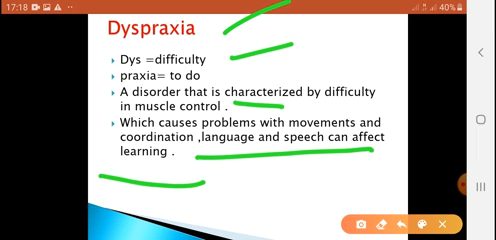 17:18
40%
Dyspraxia
Dys =difficulty
praxia= to do
A disorder that is characterized by difficulty
in muscle control .
Which causes problems with movements and
coordination ,language and speech can affect
learning .